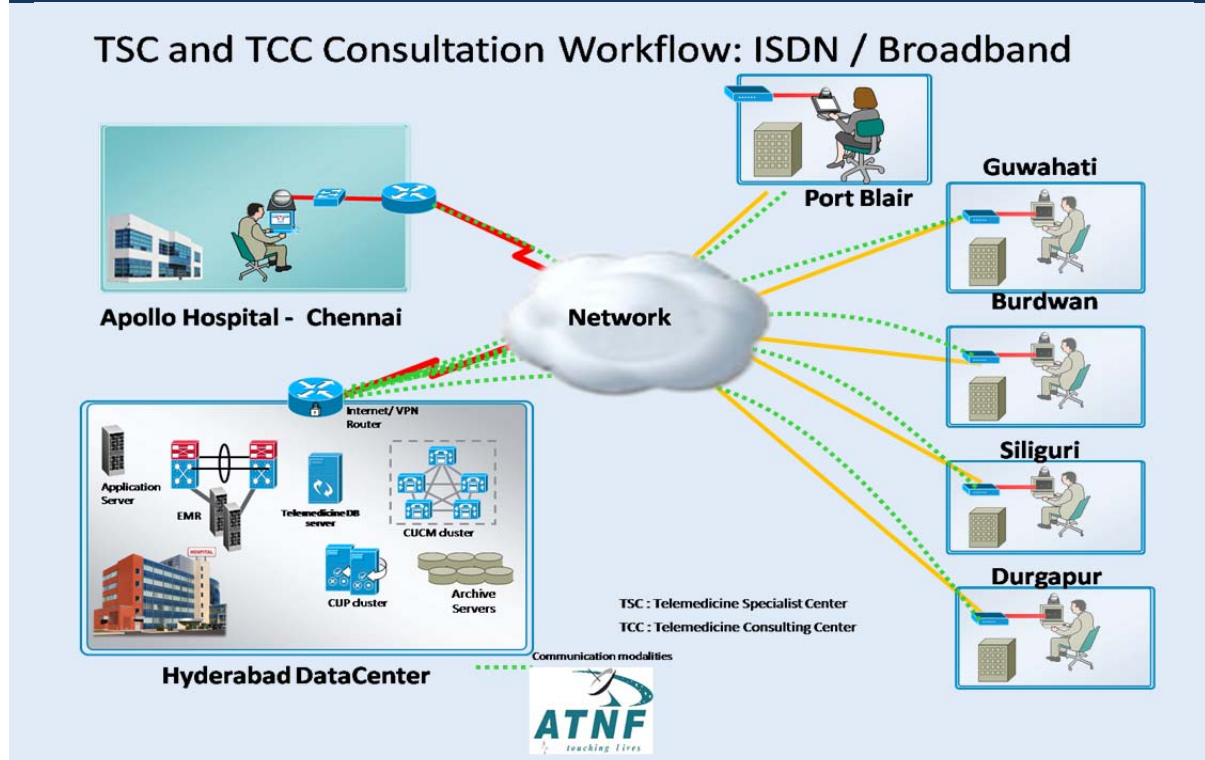 TSC and TCC Consultation Workflow: ISDN / Broadband
Port Blair
Guwahati
Apollo Hospital - Chennai
Network
Burdwan
Internet/ VPN
Router
Application
Server
EMR
Telemedicine DB
server
CUCM cluster
Siliguri
HOSPITAL
CUP cluster
Archive
Servers
Durgapur
TSC : Telemedicine Specialist Center
TCC : Telemedicine Consulting Center
Hyderabad DataCenter
Communication modalities
ATNF
touching lives